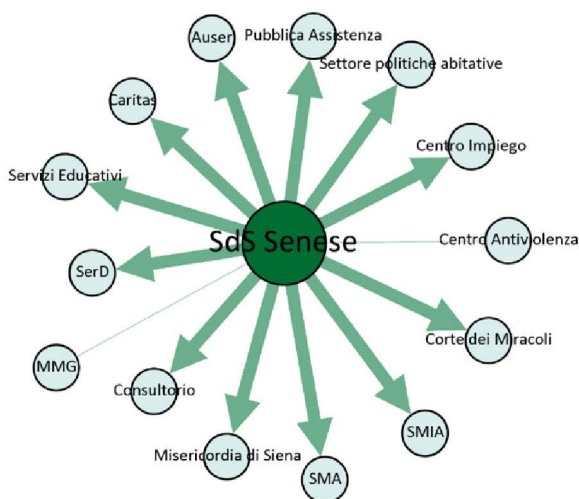 Auser
Pubblica Assistenza
Settore politiche abitative
Caritas
Centro Impiego
Servizi Educativi
SdS Senese
Centro Antiviolenza
SerD
Corte dei Miracoli
MMG
Consultorio
SMIA
Misericordia di Siena
SMA